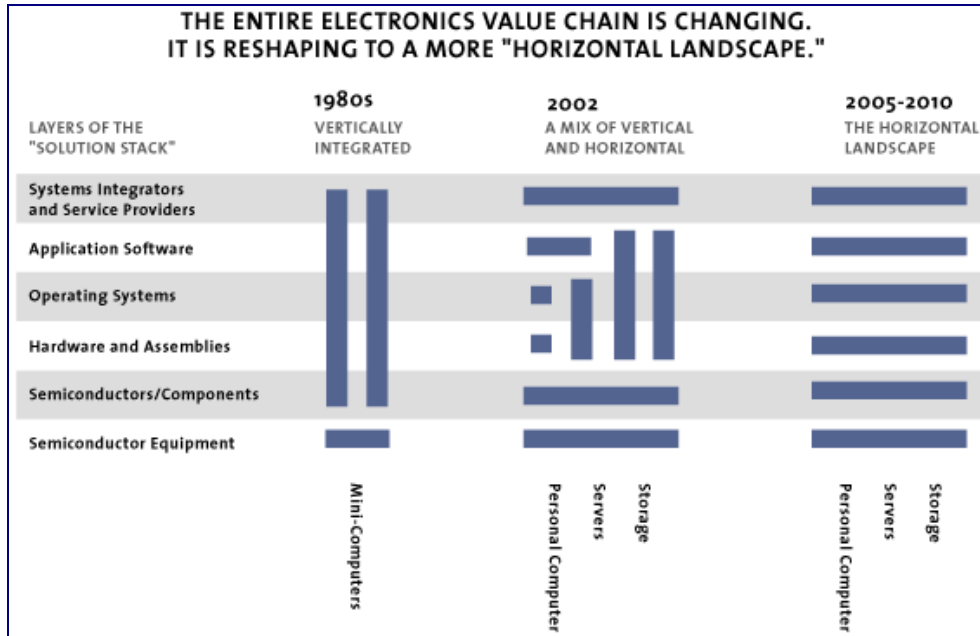 THE ENTIRE ELECTRONICS VALUE CHAIN IS CHANGING.
IT IS RESHAPING TO A MORE "HORIZONTAL LANDSCAPE."
LAYERS OF THE
"SOLUTION STACK"
1980s
VERTICALLY
INTEGRATED
2002
A MIX OF VERTICAL
AND HORIZONTAL
2005-2010
THE HORIZONTAL
LANDSCAPE
Systems Integrators
and Service Providers
Application Software
Operating Systems
Hardware and Assemblies
Semiconductors/Components
Semiconductor Equipment
Mini-Computers
Personal Computer
Servers
Storage
Personal Computer
Servers
Storage